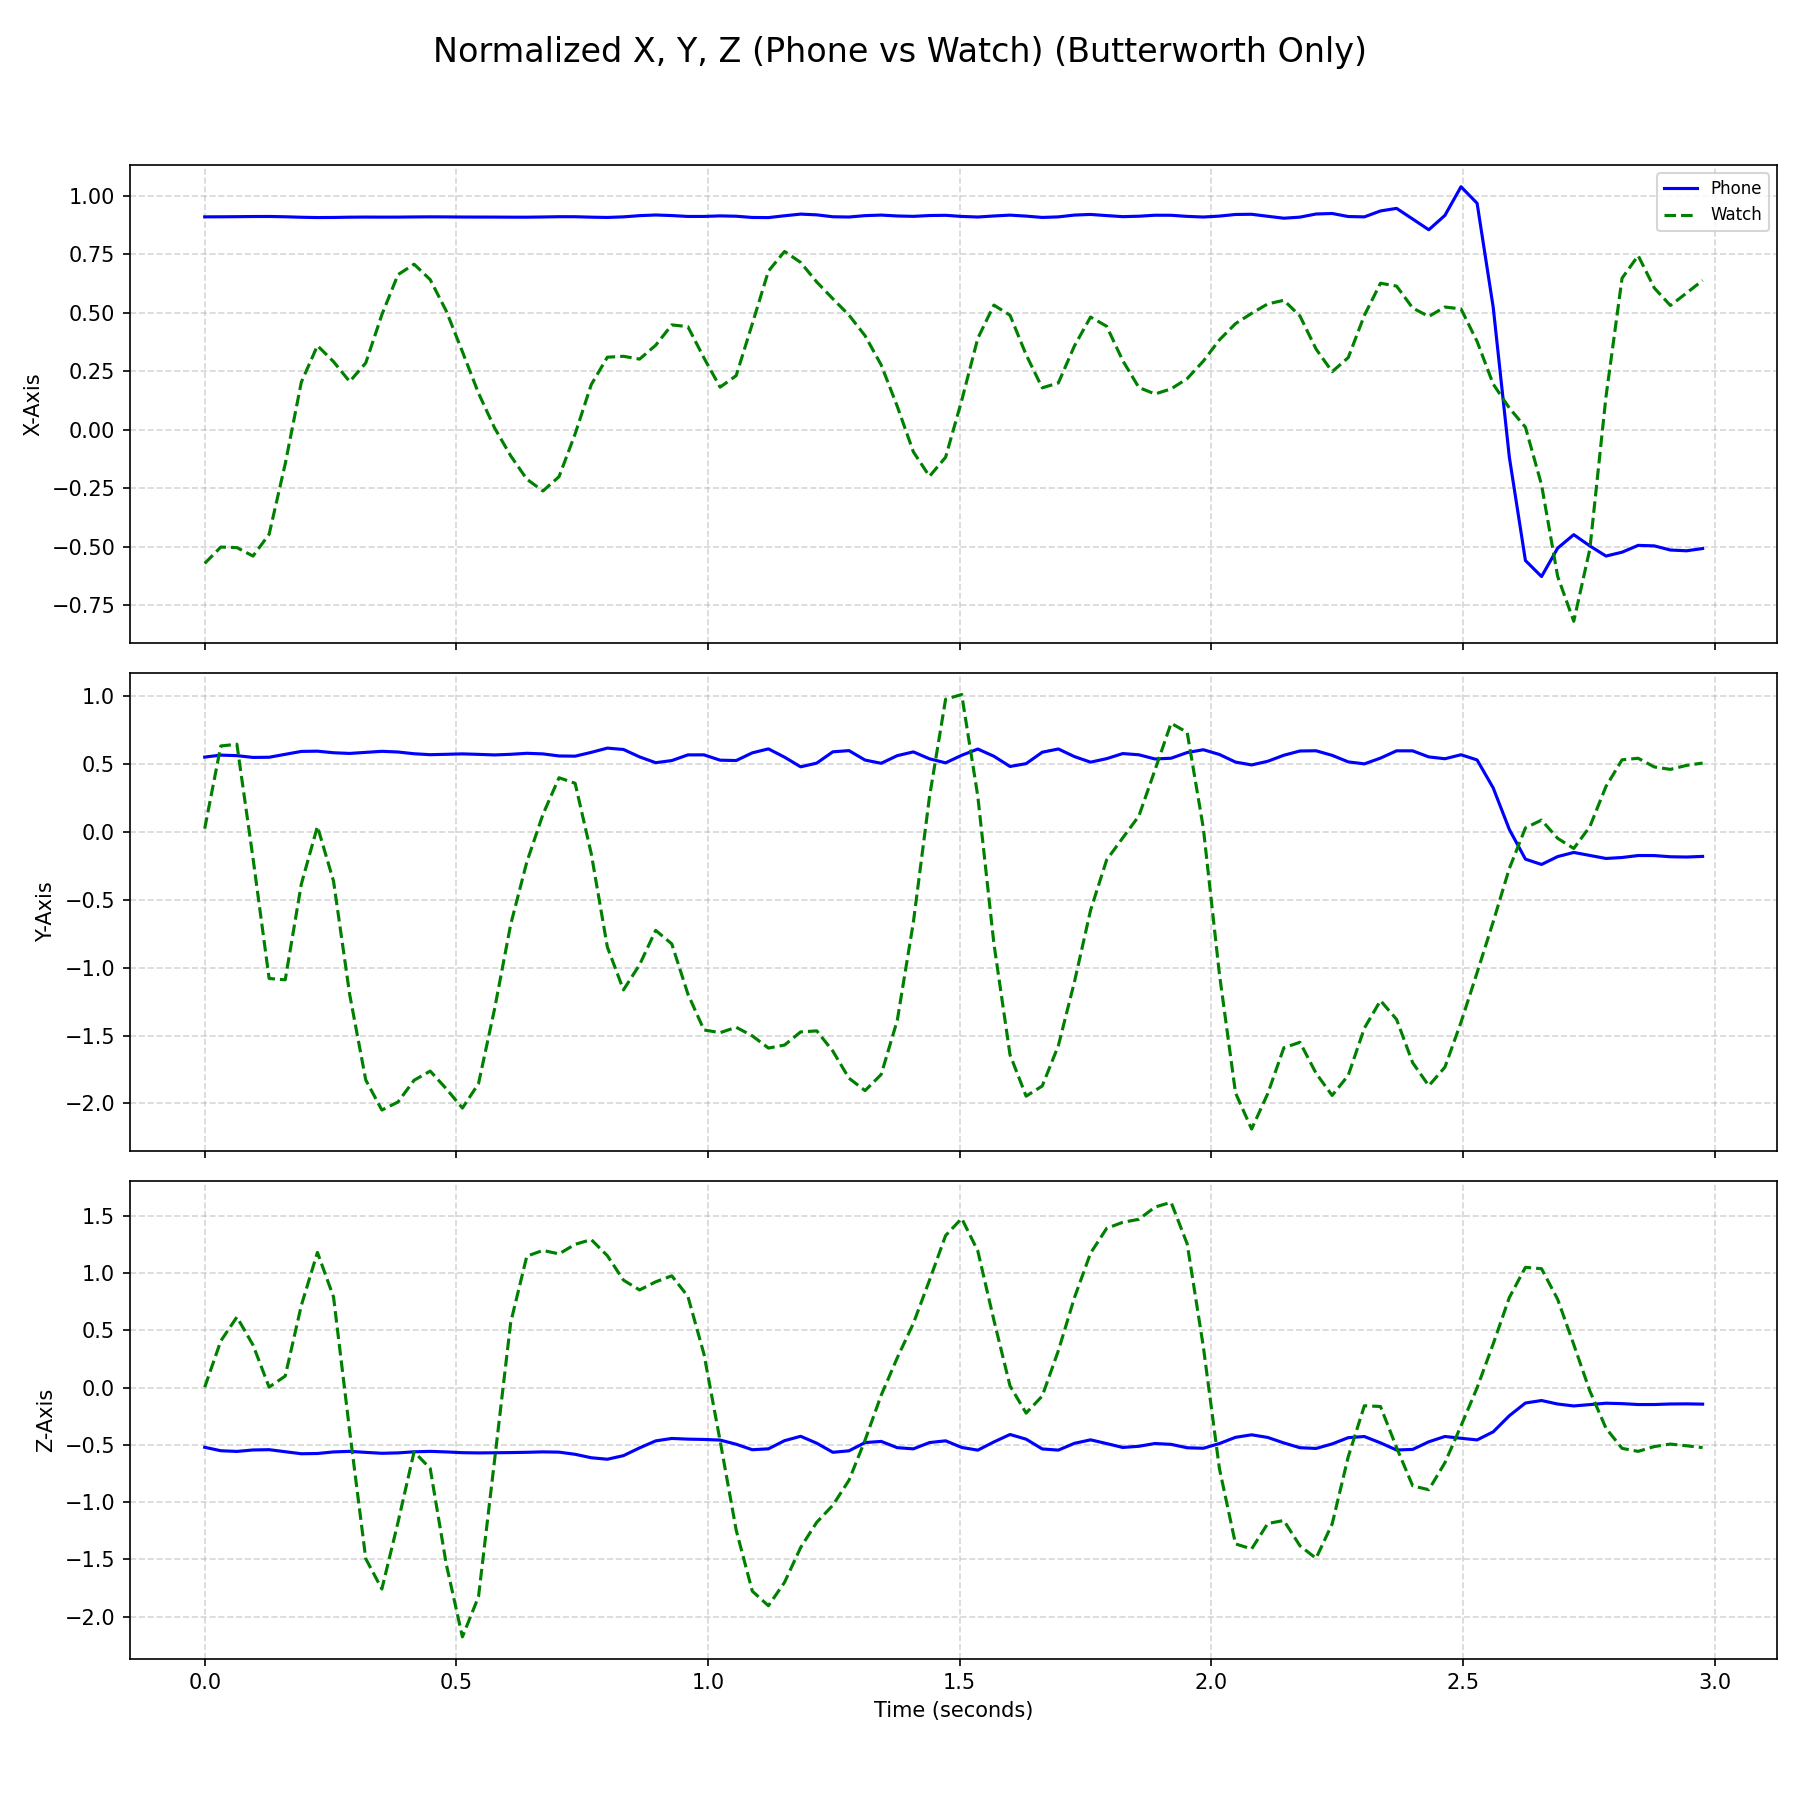 Normalized X, Y, Z (Phone vs Watch) (Butterworth Only)
Phone
Watch
X-Axis
1.00
0.75
0.50
0.25
0.00
−0.25
−0.50
−0.75
Y-Axis
1.0
0.5
0.0
−0.5
−1.0
−1.5
−2.0
Z-Axis
1.5
1.0
0.5
0.0
−0.5
−1.0
−1.5
−2.0
0.0 0.5 1.0 1.5 2.0 2.5 3.0
Time (seconds)